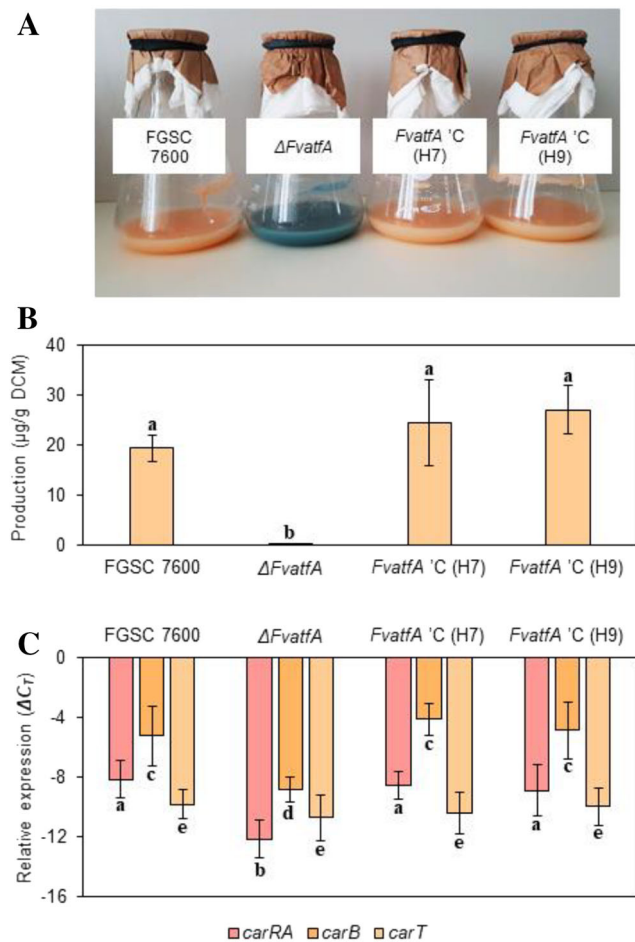 A
FGSC
7600
ΔFvatfA
FvatfA 'C
(H7)
FvatfA 'C
(H9)
B
Production (µg/g DCM)
40
30
20
10
0
a
b
a
a
FGSC 7600
ΔFvatfA
FvatfA 'C (H7)
FvatfA 'C (H9)
C
FGSC 7600
ΔFvatfA
FvatfA 'C (H7)
FvatfA 'C (H9)
Relative expression (ΔCT)
0
-4
-8
-12
-16
a
c
e
b
d
e
a
c
e
a
c
e
carRA
carB
carT